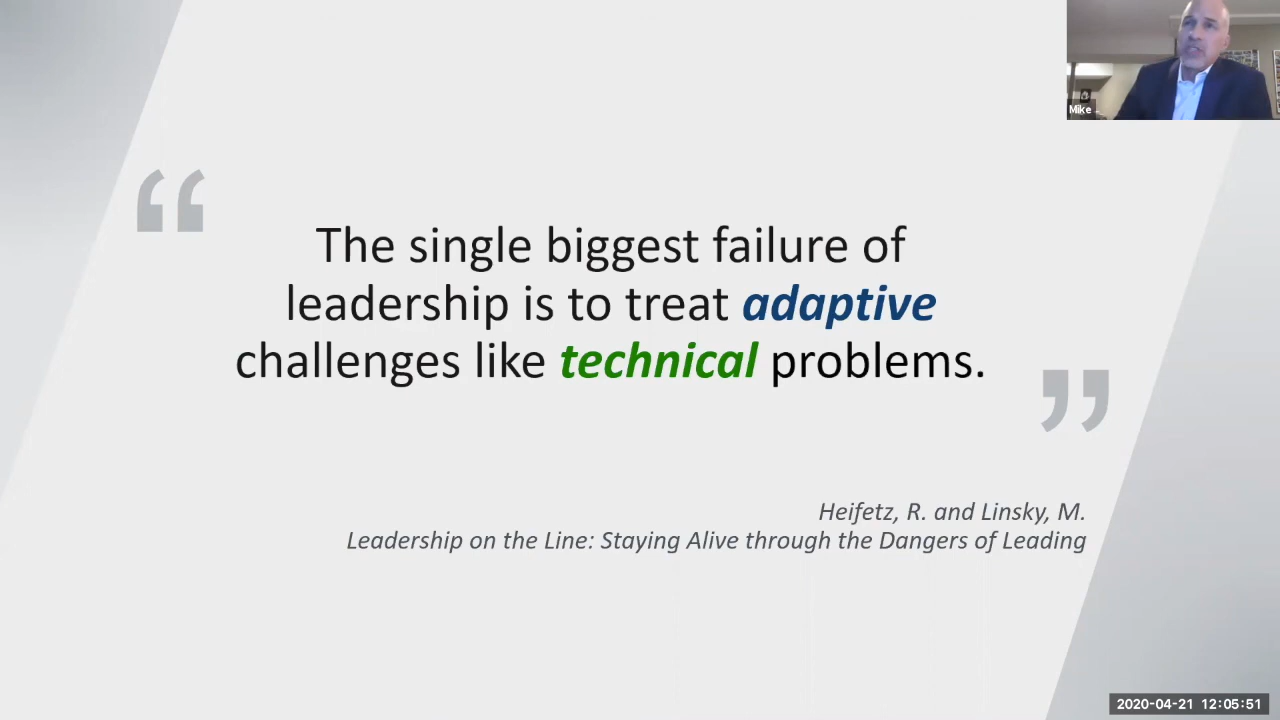 Mike
“
The single biggest failure of
leadership is to treat adaptive
challenges like technical problems.
”
Heifetz, R. and Linsky, M.
Leadership on the Line: Staying Alive through the Dangers of Leading
2020-04-21 12:05:51